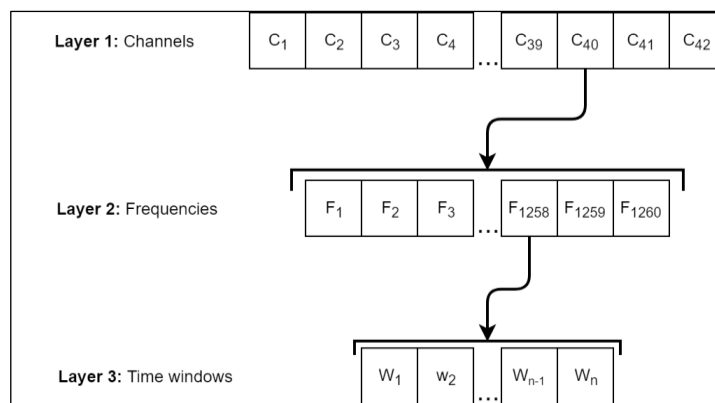 Layer 1: Channels C₁ C₂ C₃ C₄ ... C₃₉ C₄₀ C₄₁ C₄₂
Layer 2: Frequencies F₁ F₂ F₃ ... F₁₂₅₈ F₁₂₅₉ F₁₂₆₀
Layer 3: Time windows W₁ w₂ ... Wₙ₋₁ Wₙ